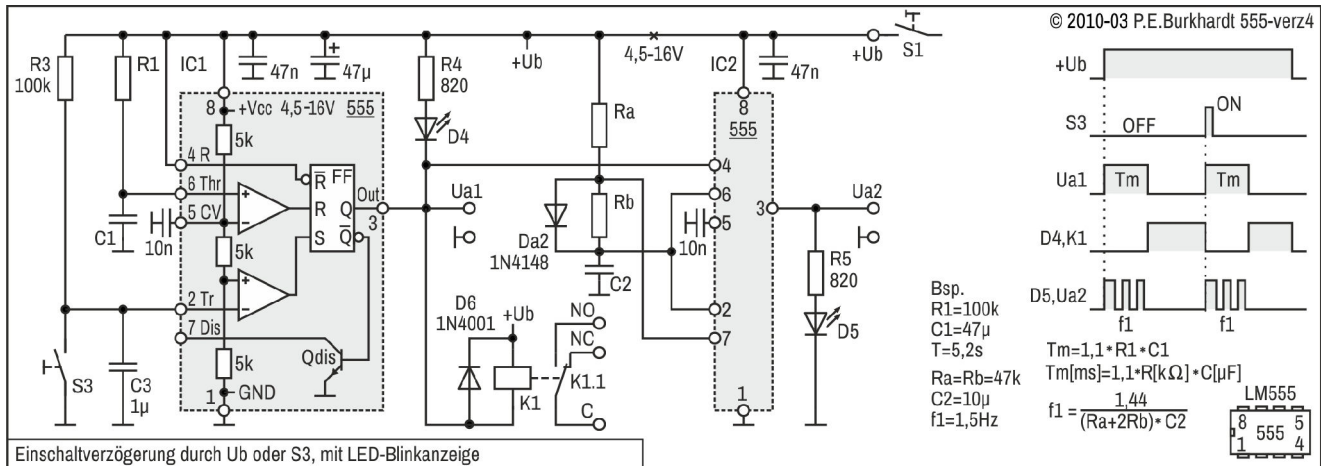 © 2010-03 P.E.Burkhardt 555-verz4
R3
100k
R1
IC1
47n
+
47µ
R4
820
+Ub
4,5-16V
IC2
47n
+Ub
S1
8
+Vcc 4,5-16V 555
5k
D4
Ra
8
555
4 R
R FF
4
6 Thr
+
R
Q
Out
3
Ua1
6
5 CV
-
Rb
5
3
Ua2
C1
10n
5k
S
Q
Da2
1N4148
10n
C2
R5
820
+
2 Tr
-
2
D5
7 Dis
Qdis
7
5k
S3
C3
1µ
1
GND
D6
1N4001
+Ub
K1
NO
NC
K1.1
C
1
+Ub
S3
OFF
ON
Ua1
Tm
Tm
D4,K1
D5,Ua2
f1
f1
Bsp.
R1=100k
C1=47µ
T=5,2s
Ra=Rb=47k
C2=10µ
f1=1,5Hz
Tm=1,1*R1*C1
Tm[ms]=1,1*R[kΩ]*C[µF]
f1= 1,44
(Ra+2Rb)*C2
LM555
8 5
555
1 4
Einschaltverzögerung durch Ub oder S3, mit LED-Blinkanzeige